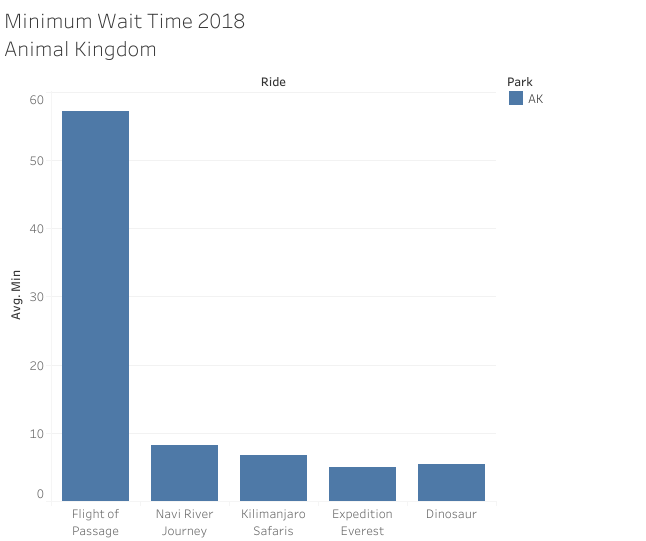 Minimum Wait Time 2018
Animal Kingdom
Ride
Park
AK
60
50
40
30
20
10
0
Avg. Min
Flight of
Passage
Navi River
Journey
Kilimanjaro
Safaris
Expedition
Everest
Dinosaur